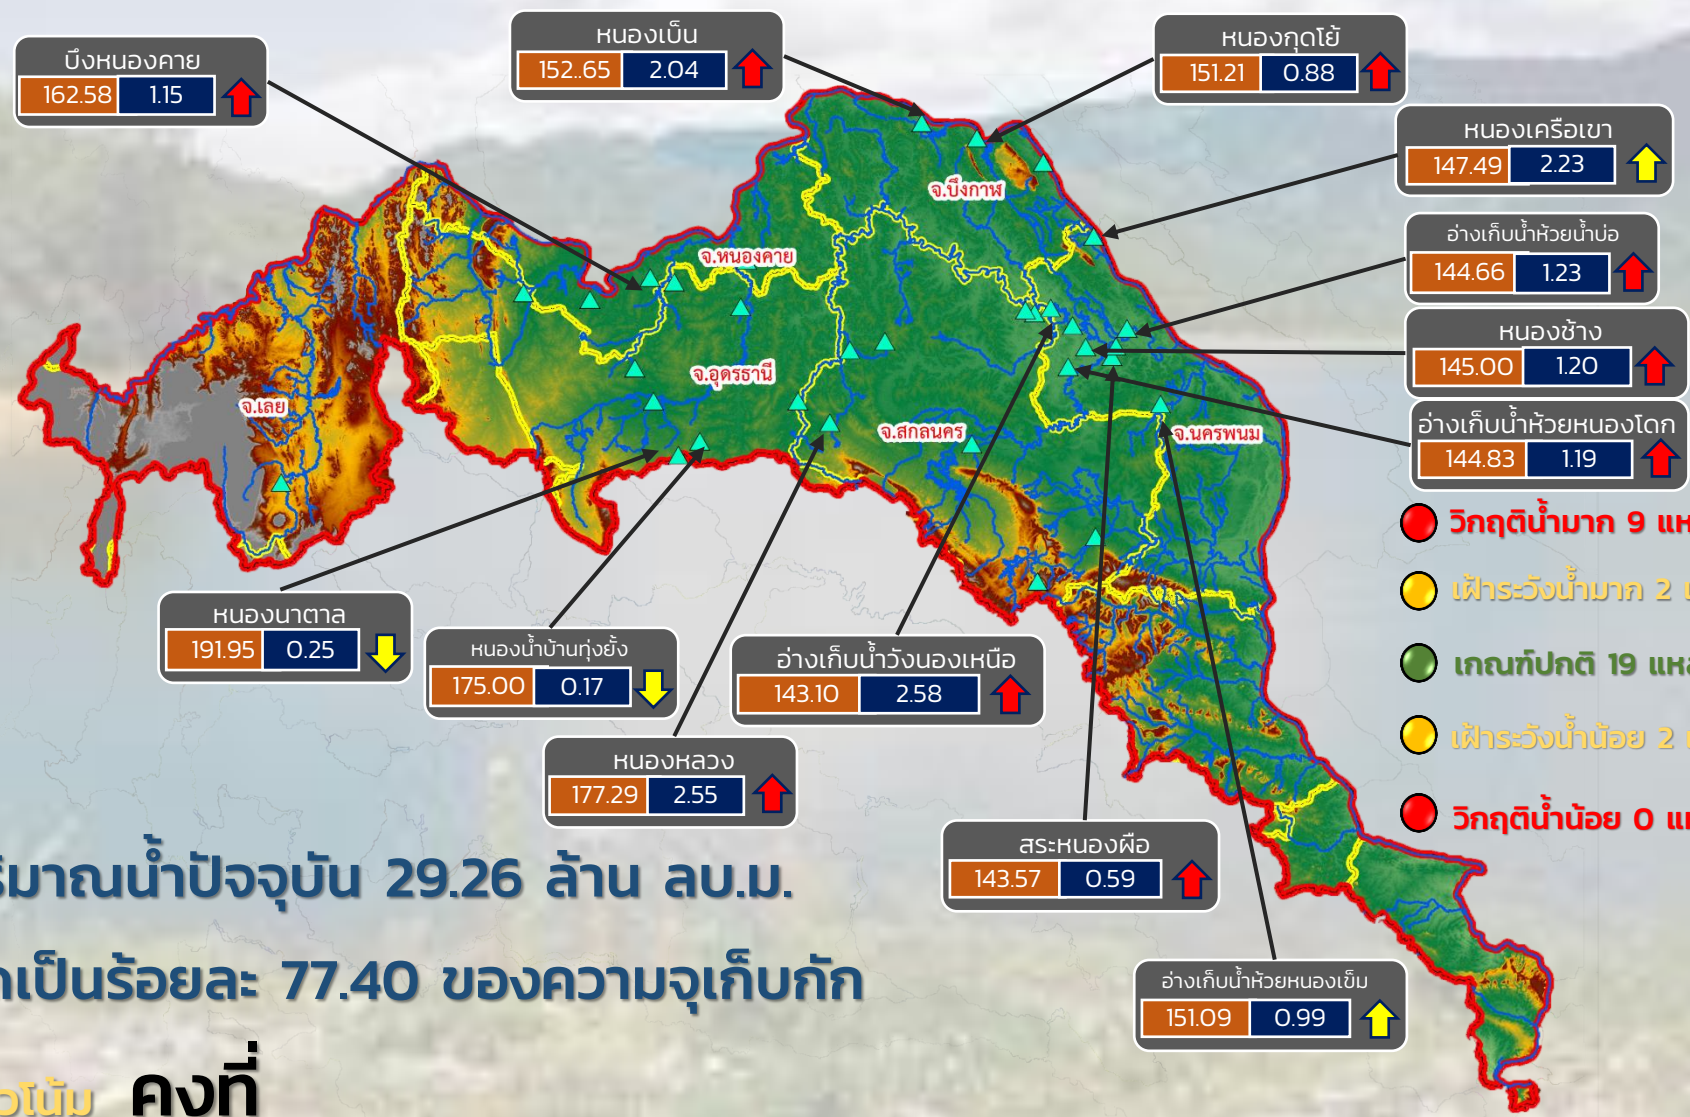 หนองเบ็น
152..65 2.04
หนองกุดโย้
151.21 0.88
บึงหนองคาย
162.58 1.15
หนองเครือเขา
147.49 2.23
จ.บึงกาฬ
อ่างเก็บน้ำห้วยน้ำบ่อ
144.66 1.23
จ.หนองคาย
หนองช้าง
145.00 1.20
จ.อุดรธานี
จ.เลย
จ.สกลนคร
จ.นครพนม
อ่างเก็บน้ำห้วยหนองโดก
144.83 1.19
วิกฤติน้ำมาก 9
เฝ้าระวังน้ำมาก 2
หนองนาตาล
191.95 0.25
หนองน้ำบ้านทุ่งยั้ง
175.00 0.17
อ่างเก็บน้ำวังนองเหนือ
143.10 2.58
เกณฑ์ปกติ 19
เฝ้าระวังน้ำน้อย 2
หนองหลวง
177.29 2.55
วิกฤติน้ำน้อย 0
สระหนองผือ
143.57 0.59
ริมาณน้ำปัจจุบัน 29.26 ล้าน ลบ.ม.
เป็นร้อยละ 77.40 ของความจุเก็บกัก
อ่างเก็บน้ำห้วยหนองเข็ม
151.09 0.99
วโน้ม คงที่